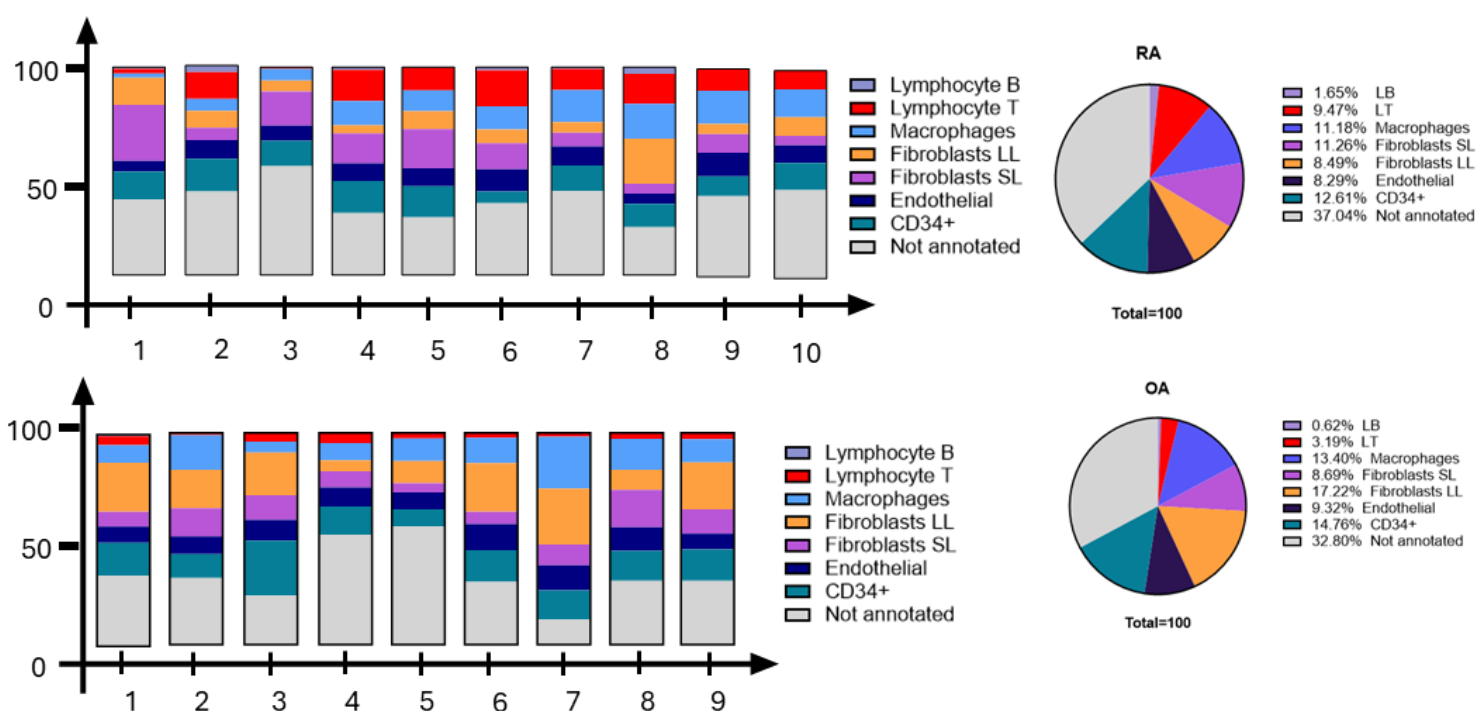 100
50
0
1 2 3 4 5 6 7 8 9 10
Lymphocyte B
Lymphocyte T
Macrophages
Fibroblasts LL
Fibroblasts SL
Endothelial
CD34+
Not annotated
RA
1.65% LB
9.47% LT
11.18% Macrophages
11.26% Fibroblasts SL
8.49% Fibroblasts LL
8.29% Endothelial
12.61% CD34+
37.04% Not annotated
Total=100
100
50
0
1 2 3 4 5 6 7 8 9
Lymphocyte B
Lymphocyte T
Macrophages
Fibroblasts LL
Fibroblasts SL
Endothelial
CD34+
Not annotated
OA
0.62% LB
3.19% LT
13.40% Macrophages
8.69% Fibroblasts SL
17.22% Fibroblasts LL
9.32% Endothelial
14.76% CD34+
32.80% Not annotated
Total=100